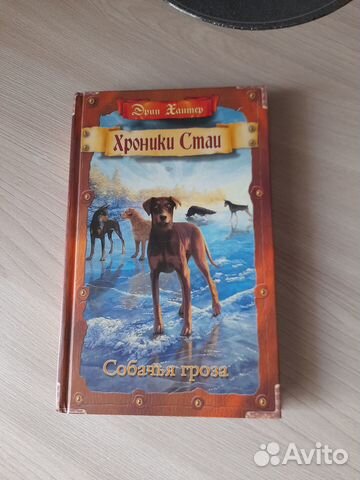 Эрин Хантер
Хроники Стаи
Собачья гроза
Avito